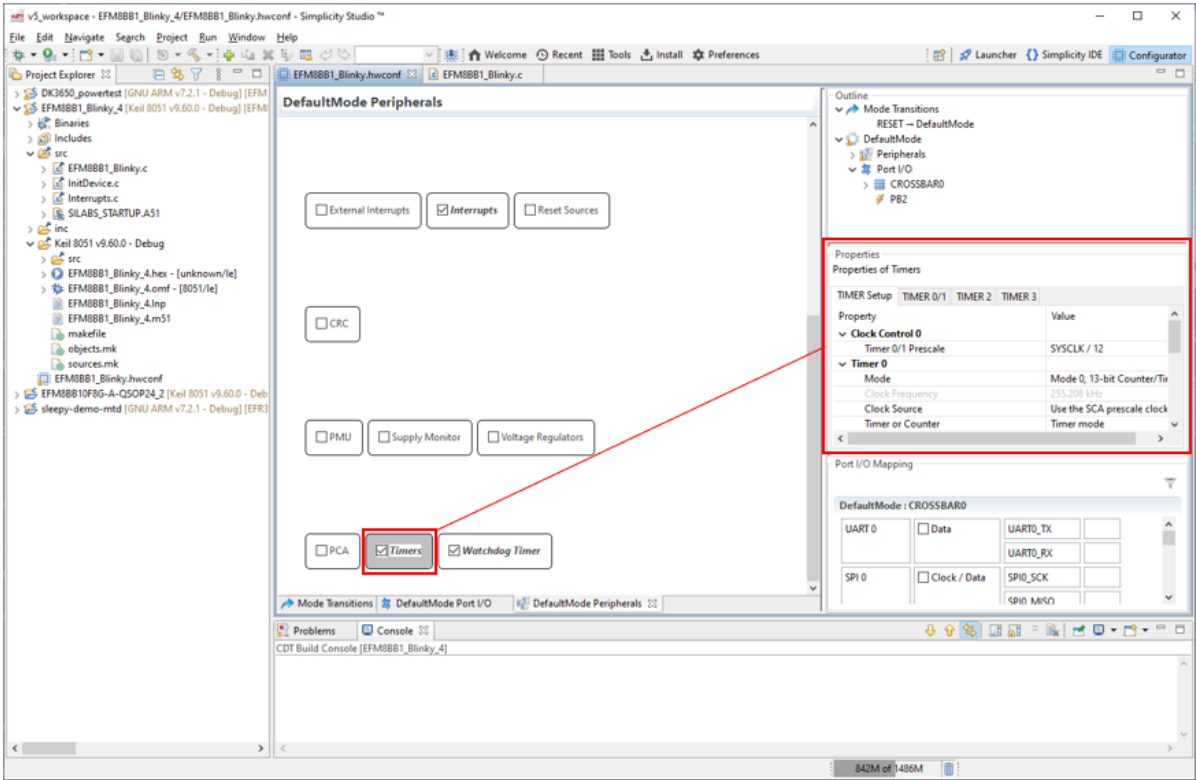 v5_workspace - EFM8BB1_Blinky_4/EFM8BB1_Blinky.hwconf - Simplicity Studio ™
File Edit Navigate Search Project Run Window Help
Welcome Recent Tools Install Preferences Launcher Simplicity IDE Configurator
Project Explorer
DK3650_powertest [GNU ARM v7.2.1 - Debug] [EFM
EFM8BB1_Blinky_4 [Keil 8051 v9.60.0 - Debug] [EFM8
Binaries
Includes
src
EFM8BB1_Blinky.c
InitDevice.c
Interrupts.c
SILABS_STARTUP.A51
inc
Keil 8051 v9.60.0 - Debug
src
EFM8BB1_Blinky_4.hex - [unknown/le]
EFM8BB1_Blinky_4.omf - [8051/le]
EFM8BB1_Blinky_4.lnp
EFM8BB1_Blinky_4.m51
makefile
objects.mk
sources.mk
EFM8BB1_Blinky.hwconf
EFM8BB10F8G-A-QSOP24_2 [Keil 8051 v9.60.0 - Deb
sleepy-demo-mtd [GNU ARM v7.2.1 - Debug] [EFR3
EFM8BB1_Blinky.hwconf EFM8BB1_Blinky.c
DefaultMode Peripherals
External Interrupts Interrupts Reset Sources
CRC
PMU Supply Monitor Voltage Regulators
PCA Timers Watchdog Timer
Mode Transitions DefaultMode Port I/O DefaultMode Peripherals
Outline
Mode Transitions
RESET → DefaultMode
DefaultMode
Peripherals
Port I/O
CROSSBAR0
PB2
Properties
Properties of Timers
TIMER Setup TIMER 0/1 TIMER 2 TIMER 3
Property Value
Clock Control 0
Timer 0/1 Prescale SYSCLK / 12
Timer 0
Mode Mode 0, 13-bit Counter/Tir
Clock Frequency 255.208 kHz
Clock Source Use the SCA prescale clock
Timer or Counter Timer mode
Port I/O Mapping
DefaultMode : CROSSBAR0
UART 0 Data UART0_TX
UART0_RX
SPI 0 Clock / Data SPI0_SCK
SPI0_MISO
Problems Console
CDT Build Console [EFM8BB1_Blinky_4]
842M of 1486M